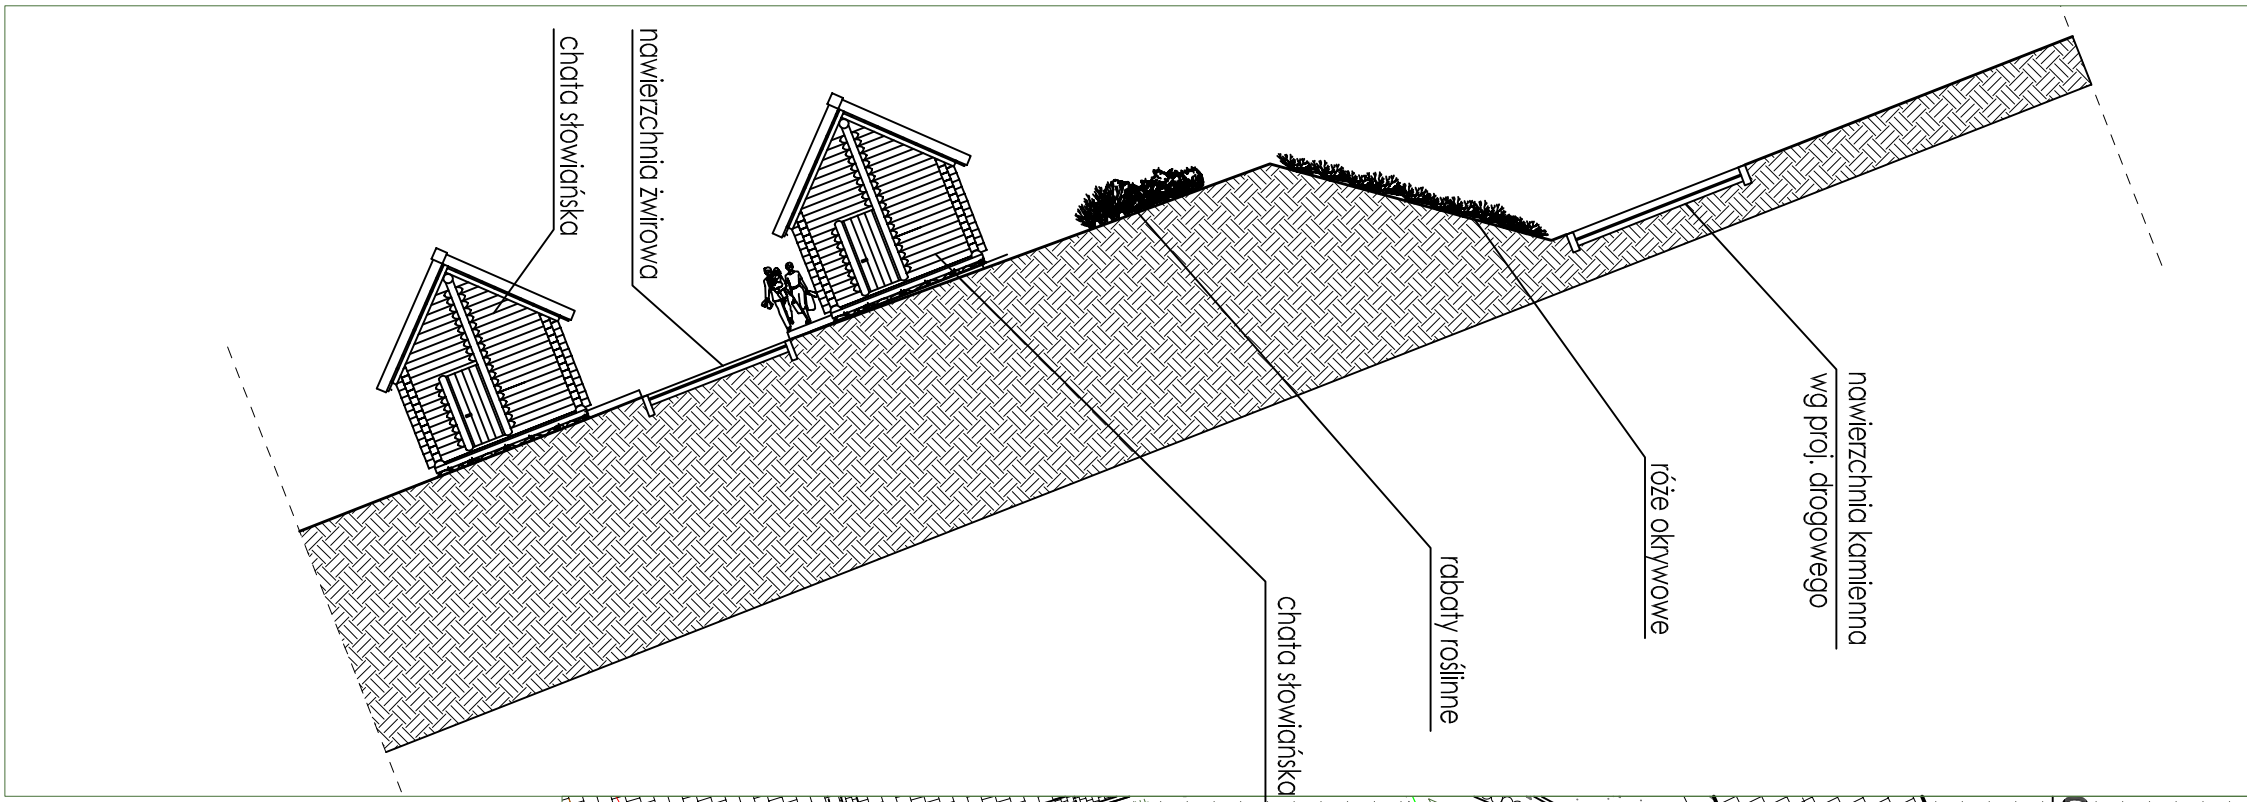 chata słowiańska
nawierzchnia żwirowa
chata słowiańska
rabaty roślinne
róże okrywowe
nawierzchnia kamienna
wg proj. drogowego